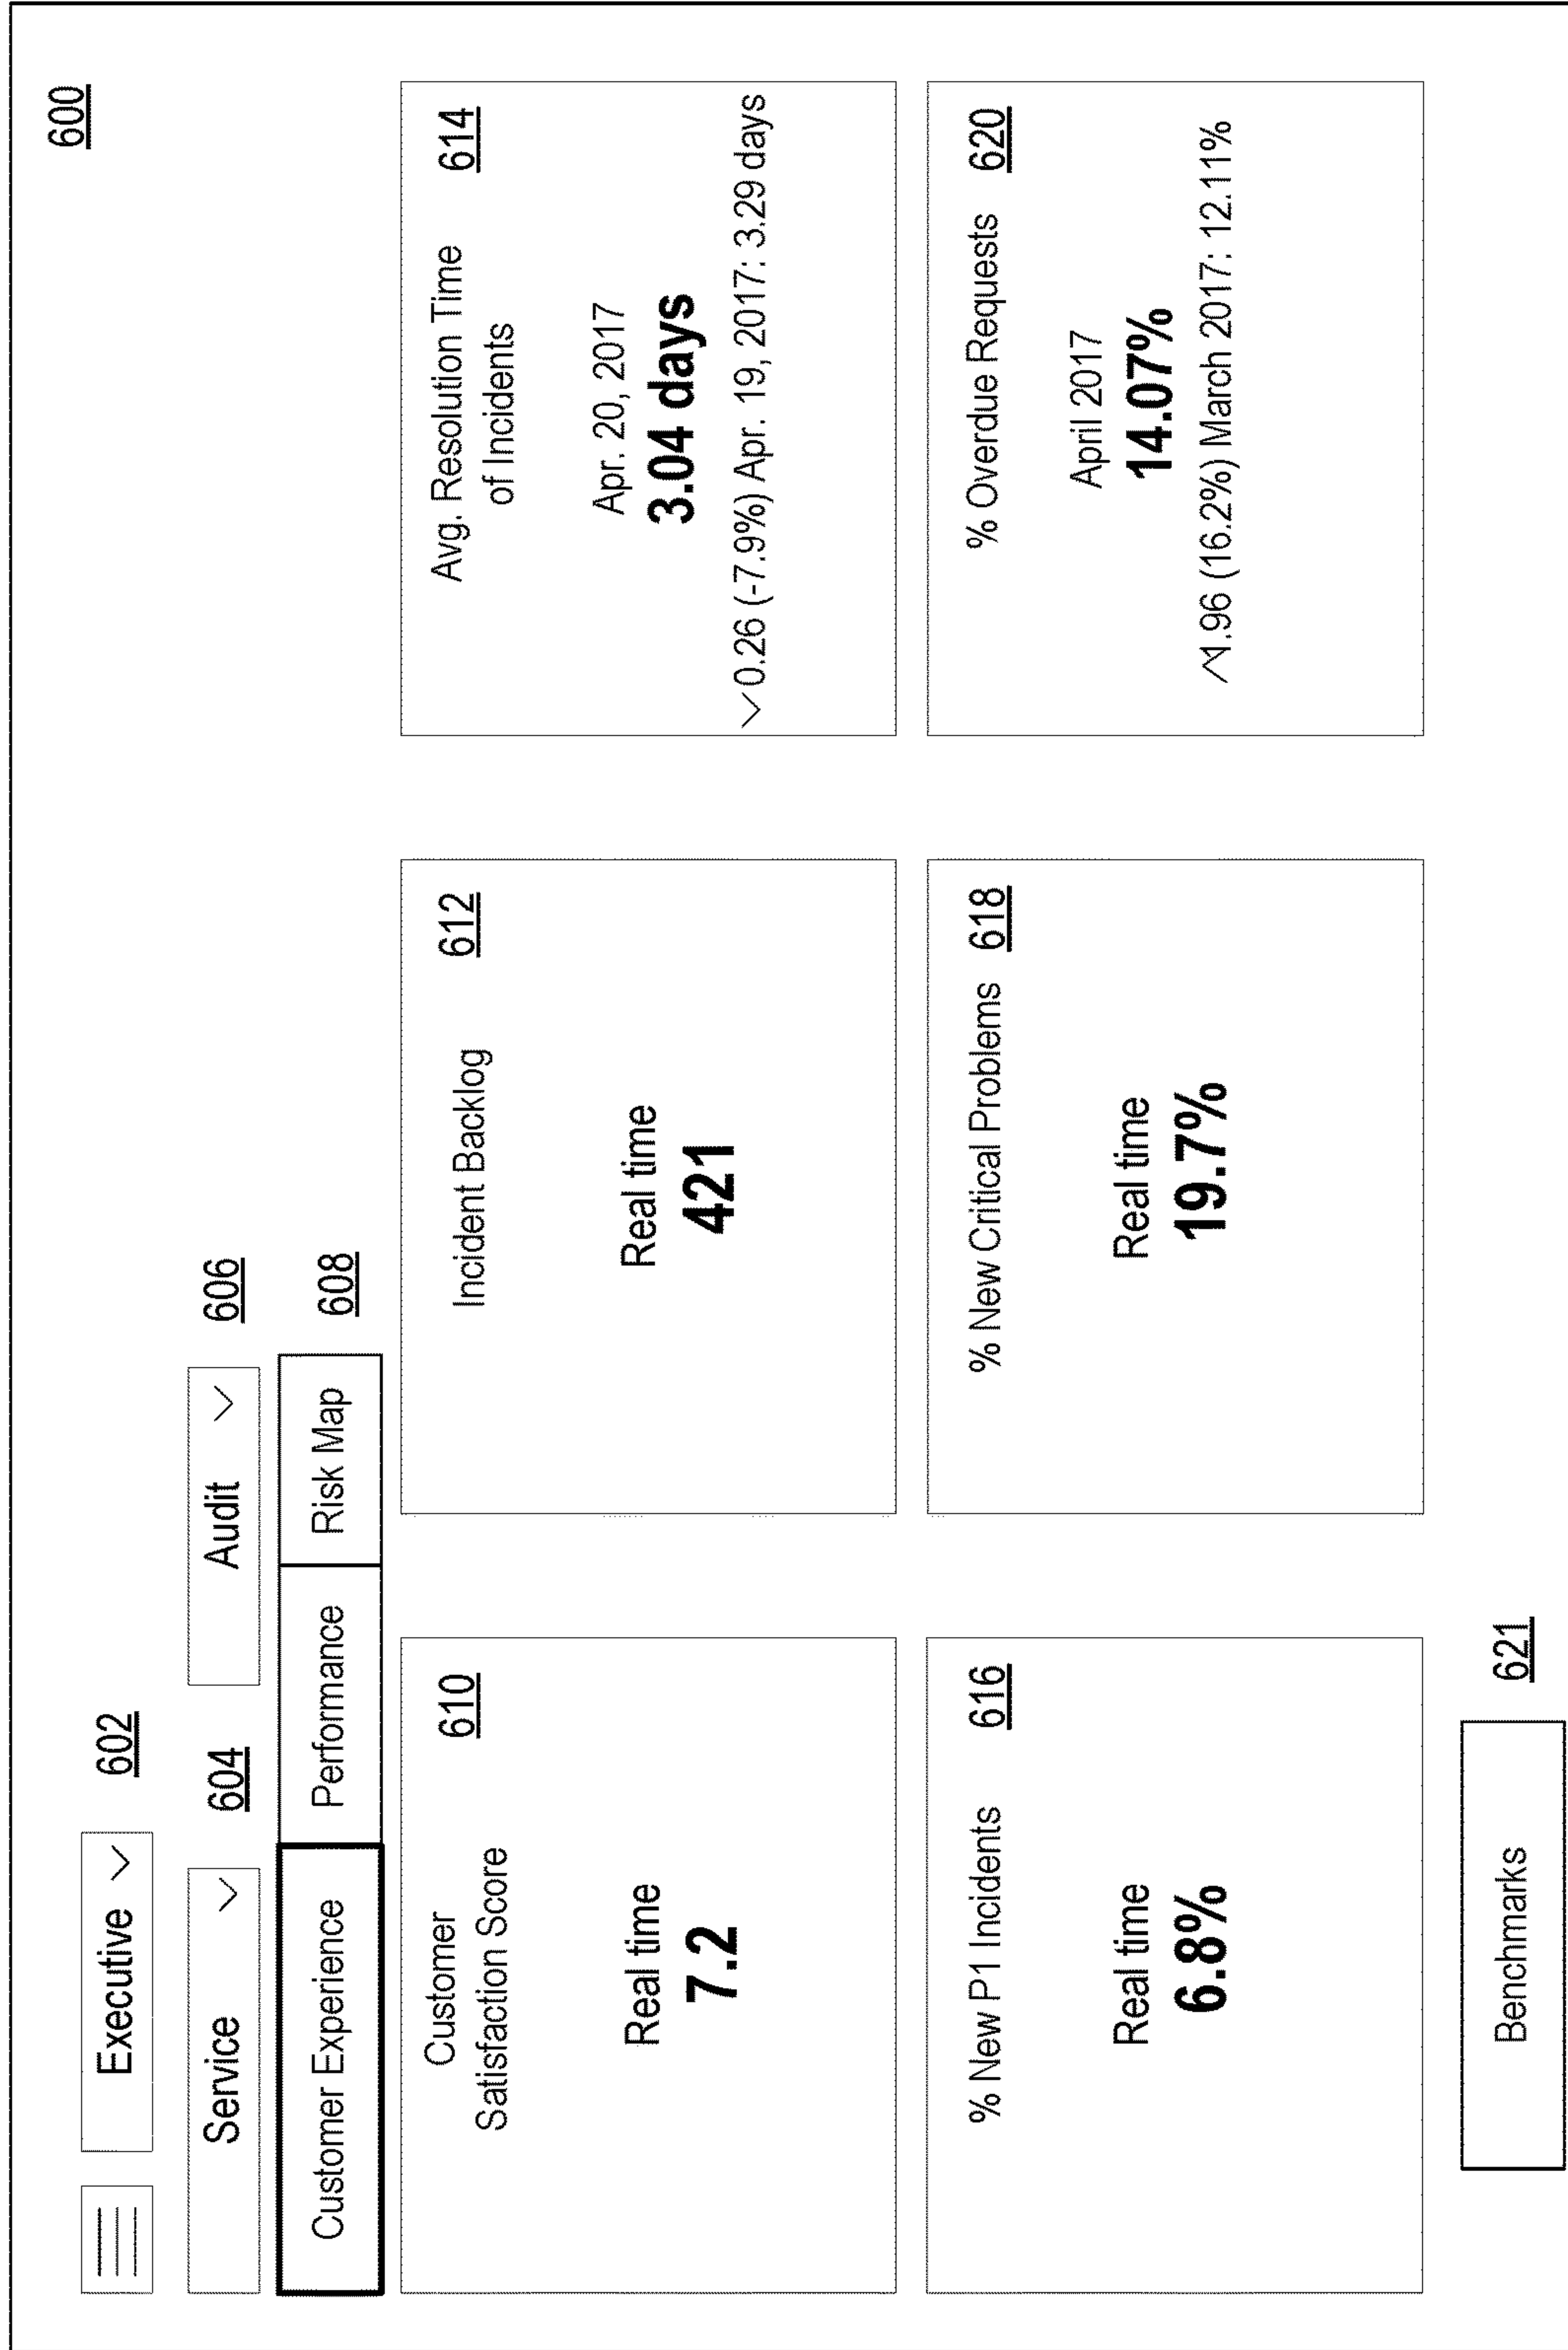 600
Executive
602
Service
604
Audit
606
Customer Experience
Performance
Risk Map
608
Customer
Satisfaction Score
610
Real time
7.2
Incident Backlog
612
Real time
421
Avg. Resolution Time
of Incidents
614
Apr. 20, 2017
3.04 days
0.26 (-7.9%) Apr. 19, 2017: 3.29 days
% New P1 Incidents
616
Real time
6.8%
% New Critical Problems
618
Real time
19.7%
% Overdue Requests
620
April 2017
14.07%
1.96 (16.2%) March 2017: 12.11%
Benchmarks
621